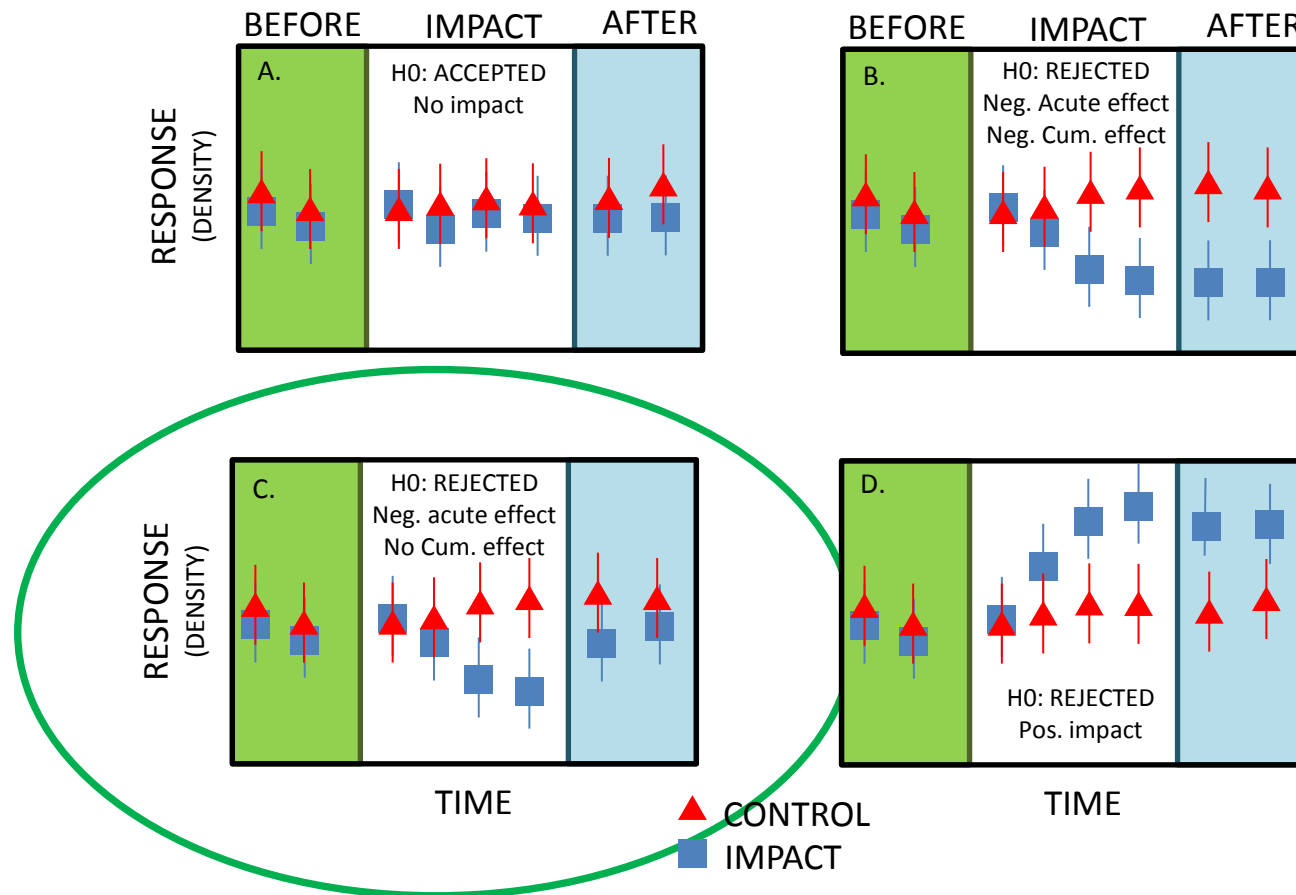 BEFORE IMPACT AFTER
A.
H0: ACCEPTED
No impact
RESPONSE
(DENSITY)
BEFORE IMPACT AFTER
B.
H0: REJECTED
Neg. Acute effect
Neg. Cum. effect
C.
H0: REJECTED
Neg. acute effect
No Cum. effect
RESPONSE
(DENSITY)
TIME
D.
H0: REJECTED
Pos. impact
TIME
CONTROL
IMPACT